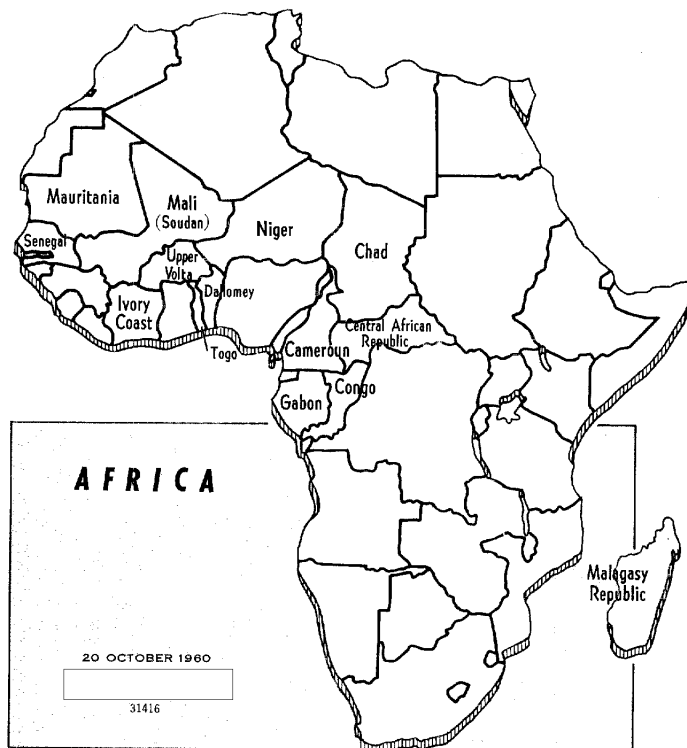 Mauritania
Mali
(Soudan)
Niger
Chad
Senegal
Upper
Volta
Dahomey
Ivory
Coast
Togo
Central African
Republic
Cameroun
Congo
Gabon
AFRICA
Malagasy
Republic
20 OCTOBER 1960
31416